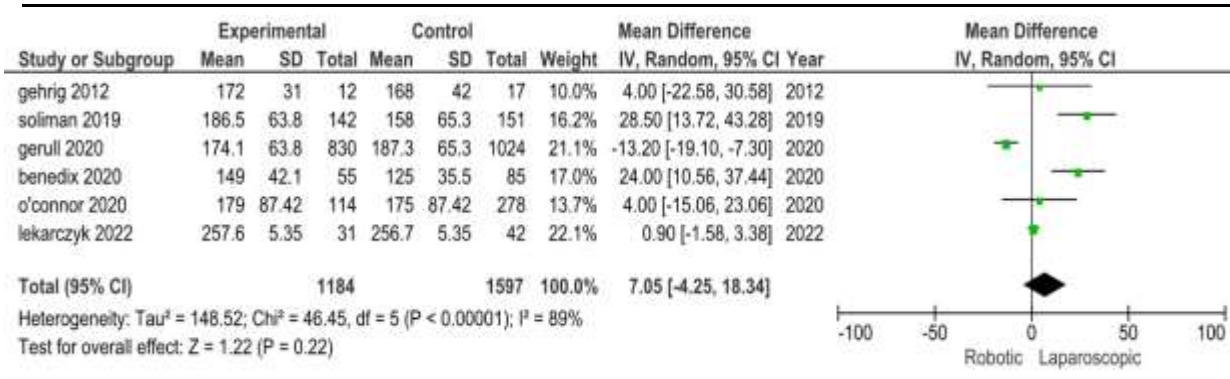 Experimental Control Mean Difference Mean Difference
Study or Subgroup Mean SD Total Mean SD Total Weight IV, Random, 95% CI Year IV, Random, 95% CI
gehrig 2012 172 31 12 168 42 17 10.0% 4.00 [-22.58, 30.58] 2012
soliman 2019 186.5 63.8 142 158 65.3 151 16.2% 28.50 [13.72, 43.28] 2019
gerull 2020 174.1 63.8 830 187.3 65.3 1024 21.1% -13.20 [-19.10, -7.30] 2020
benedix 2020 149 42.1 55 125 35.5 85 17.0% 24.00 [10.56, 37.44] 2020
o'connor 2020 179 87.42 114 175 87.42 278 13.7% 4.00 [-15.06, 23.06] 2020
lekarczyk 2022 257.6 5.35 31 256.7 5.35 42 22.1% 0.90 [-1.58, 3.38] 2022
Total (95% CI) 1184 1597 100.0% 7.05 [-4.25, 18.34]
Heterogeneity: Tau² = 148.52; Chi² = 46.45, df = 5 (P < 0.00001); I² = 89%
Test for overall effect: Z = 1.22 (P = 0.22)
-100 -50 0 50 100
Robotic Laparoscopic